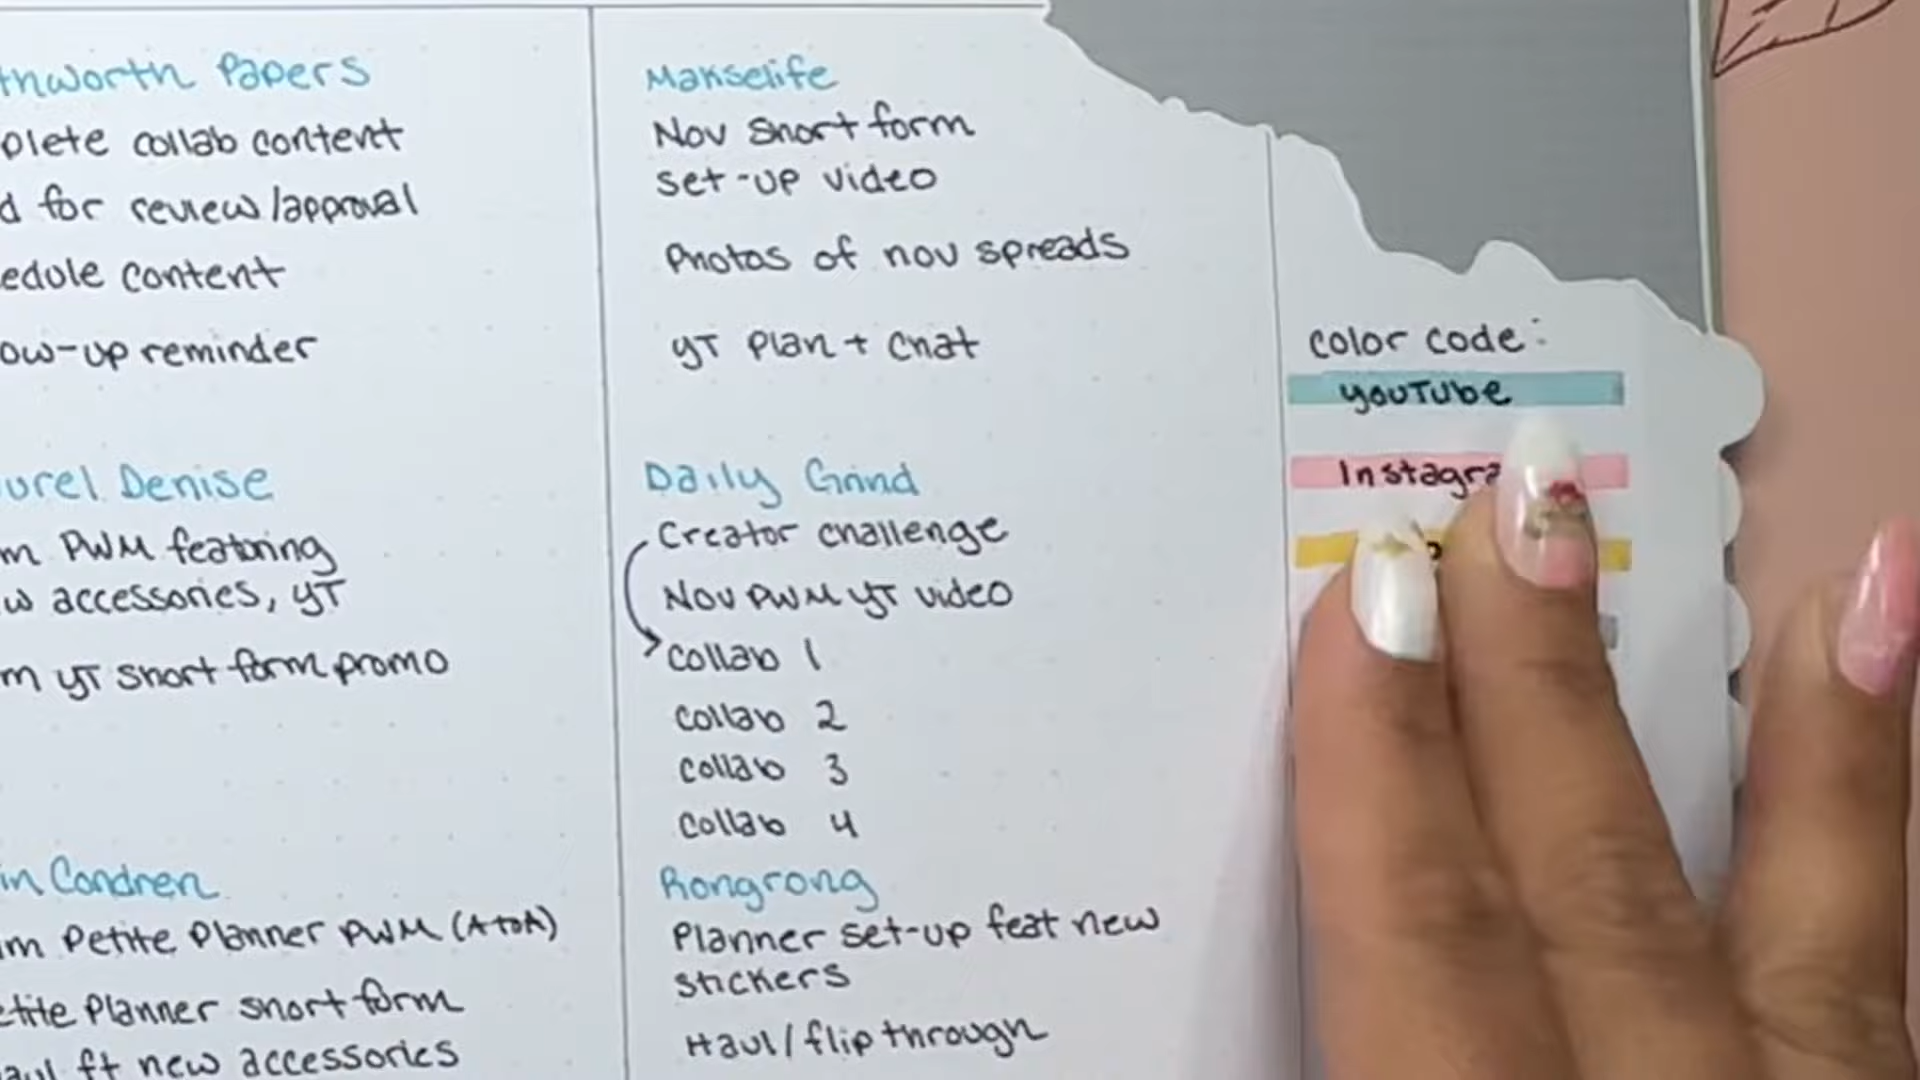 thworth Papers
plete collab content
d for review/approval
edule content
ow-up reminder
urel Denise
m PWM featuring
w accessories, YT
m YT short form promo
in Condren
m Petite Planner PWM (A to A)
etite Planner short form
aul ft new accessories
Makselife
Nov short form
set-up video
Photos of nov spreads
YT Plan + Chat
Daily Grind
Creator challenge
Nov PWM YT video
Collab 1
Collab 2
Collab 3
Collab 4
Rongrong
Planner set-up feat new
stickers
Haul/flip through
Color code:
YouTube
Instagra